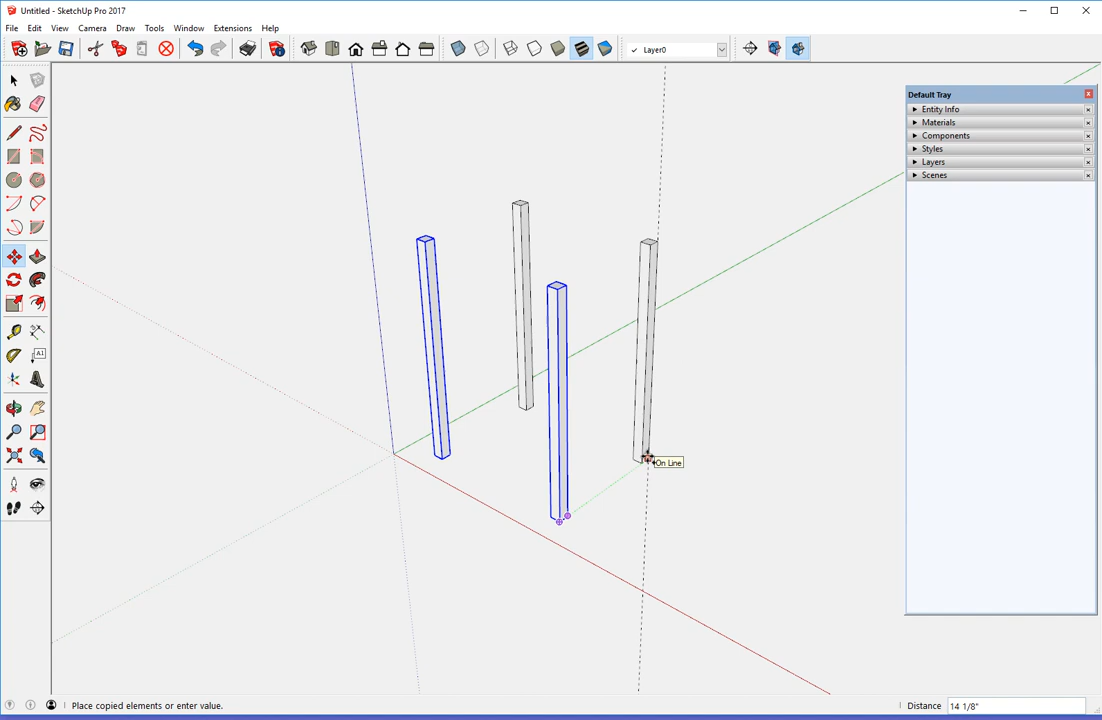 Untitled - SketchUp Pro 2017
File Edit View Camera Draw Tools Window Extensions Help
Layer0
Default Tray
Entity Info
Materials
Components
Styles
Layers
Scenes
A1
On Line
Place copied elements or enter value.
Distance 14 1/8"